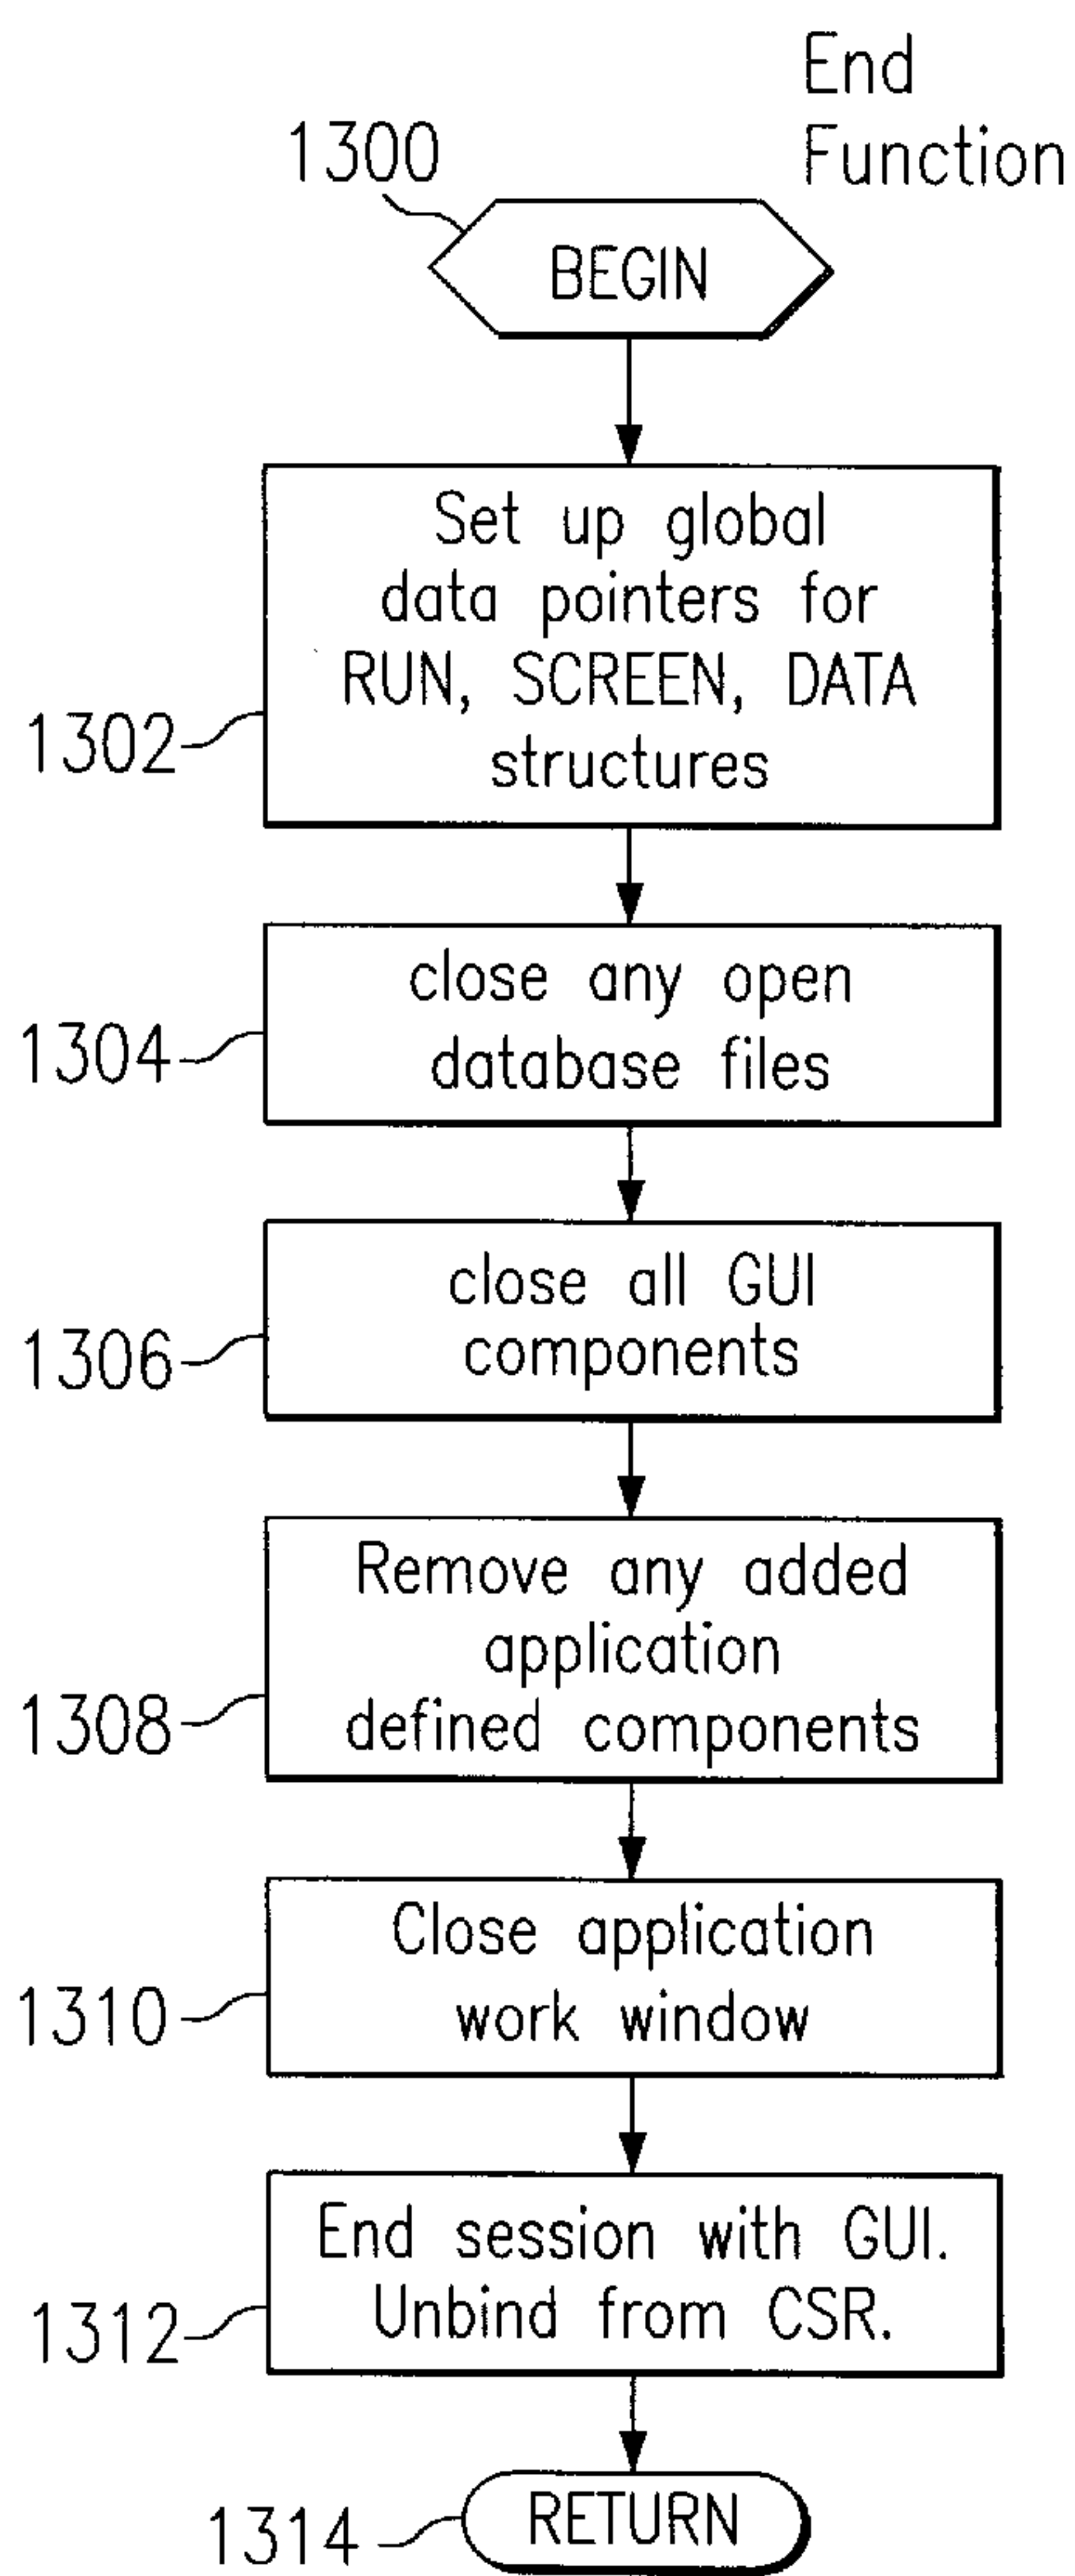 End
Function
1300
BEGIN
Set up global
data pointers for
RUN, SCREEN, DATA
structures
1302
close any open
database files
1304
close all GUI
components
1306
Remove any added
application
defined components
1308
Close application
work window
1310
End session with GUI.
Unbind from CSR.
1312
RETURN
1314